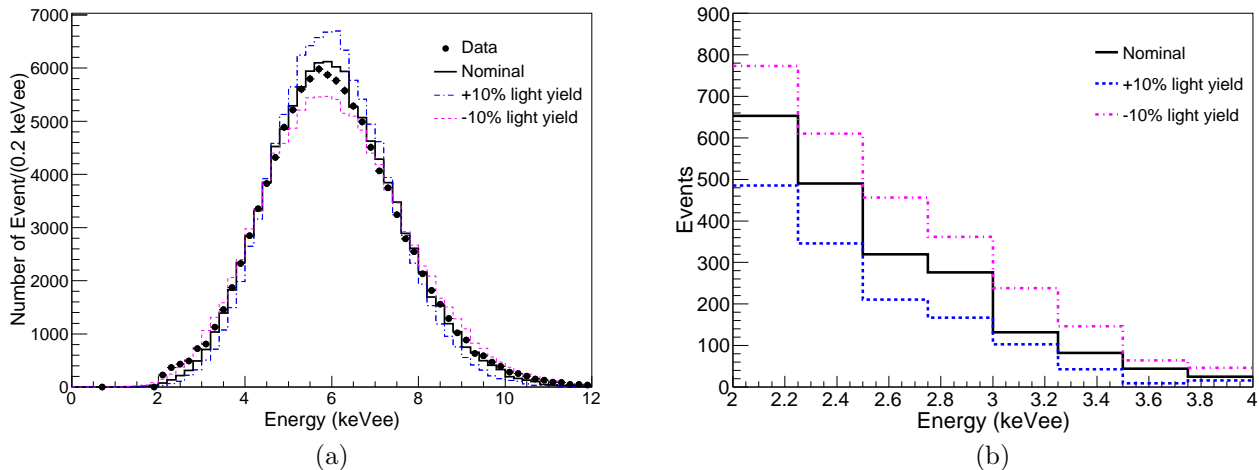 7000
6000
5000
4000
3000
2000
1000
0
Number of Event/(0.2 keVee)
0 2 4 6 8 10 12
Energy (keVee)
Data
Nominal
+10% light yield
-10% light yield
(a)
900
800
700
600
500
400
300
200
100
0
Events
2 2.2 2.4 2.6 2.8 3 3.2 3.4 3.6 3.8 4
Energy (keVee)
Nominal
+10% light yield
-10% light yield
(b)